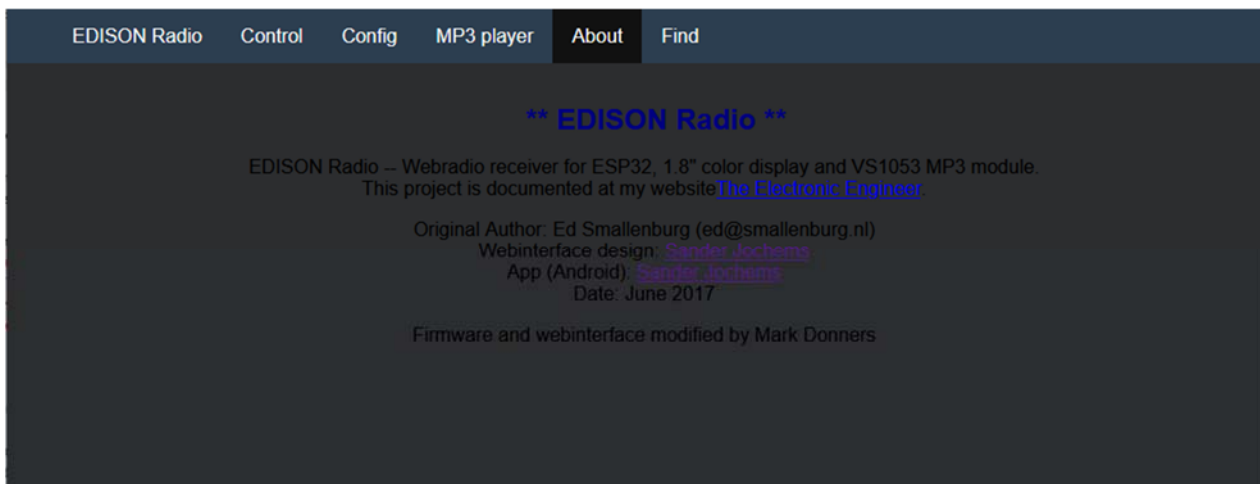 EDISON Radio Control Config MP3 player About Find
** EDISON Radio **
EDISON Radio -- Webradio receiver for ESP32, 1.8" color display and VS1053 MP3 module.
This project is documented at my websiteThe Electronic Engineer.
Original Author: Ed Smallenburg (ed@smallenburg.nl)
Webinterface design: Sander Jochems
App (Android): Sander Jochems
Date: June 2017
Firmware and webinterface modified by Mark Donners